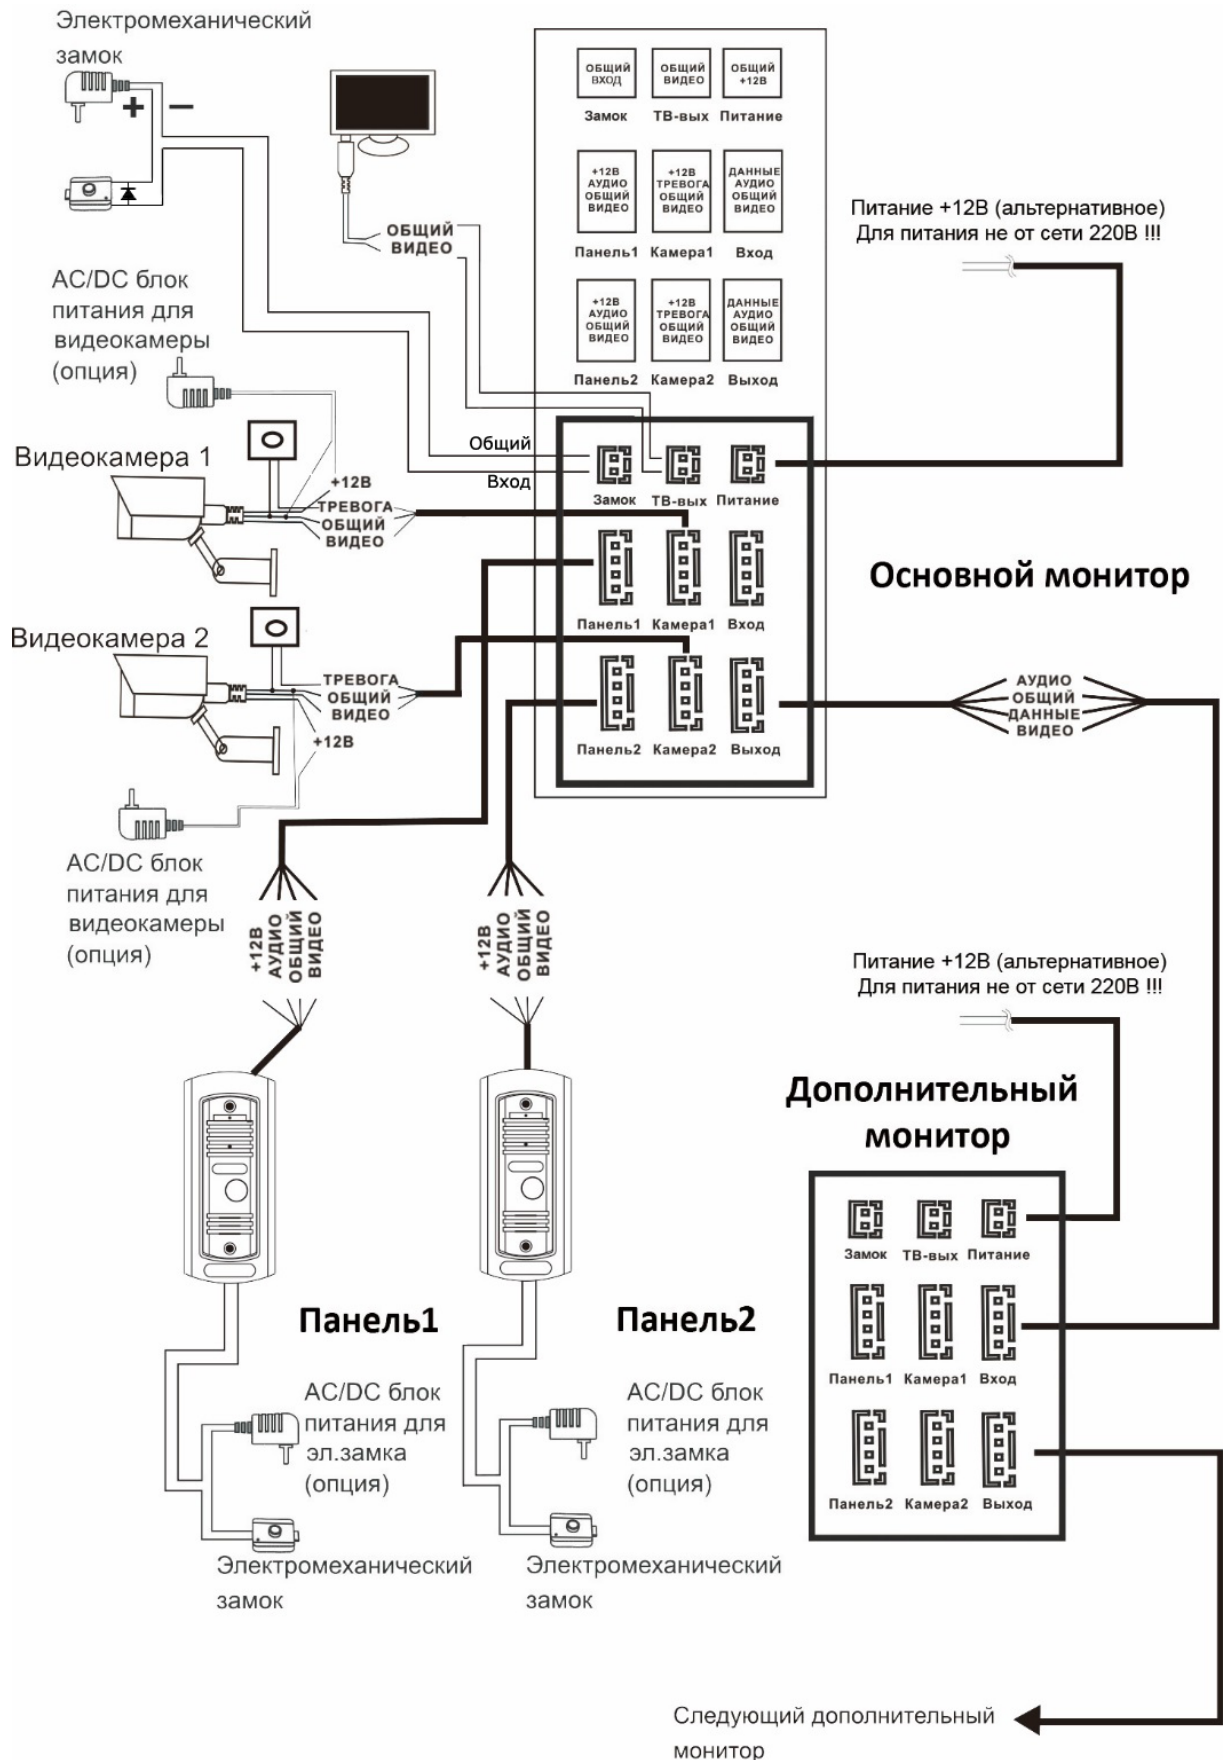 Электромеханический
замок
+ −
ОБЩИЙ
ВХОД
Замок
ОБЩИЙ
ВИДЕО
ТВ-вых
ОБЩИЙ
+12В
Питание
+12В
АУДИО
ОБЩИЙ
ВИДЕО
Панель1
+12В
ТРЕВОГА
ОБЩИЙ
ВИДЕО
Камера1
ДАННЫЕ
АУДИО
ОБЩИЙ
ВИДЕО
Вход
+12В
АУДИО
ОБЩИЙ
ВИДЕО
Панель2
+12В
ТРЕВОГА
ОБЩИЙ
ВИДЕО
Камера2
ДАННЫЕ
АУДИО
ОБЩИЙ
ВИДЕО
Выход
ОБЩИЙ
ВИДЕО
Питание +12В (альтернативное)
Для питания не от сети 220В !!!
AC/DC блок
питания для
видеокамеры
(опция)
Видеокамера 1
+12В
ТРЕВОГА
ОБЩИЙ
ВИДЕО
Общий
Вход
Замок
ТВ-вых
Питание
Панель1
Камера1
Вход
Панель2
Камера2
Выход
Основной монитор
Видеокамера 2
ТРЕВОГА
ОБЩИЙ
ВИДЕО
+12В
АУДИО
ОБЩИЙ
ДАННЫЕ
ВИДЕО
AC/DC блок
питания для
видеокамеры
(опция)
+12В
АУДИО
ОБЩИЙ
ВИДЕО
+12В
АУДИО
ОБЩИЙ
ВИДЕО
Питание +12В (альтернативное)
Для питания не от сети 220В !!!
Дополнительный
монитор
Замок
ТВ-вых
Питание
Панель1
Камера1
Вход
Панель2
Камера2
Выход
Панель1
Панель2
AC/DC блок
питания для
эл.замка
(опция)
AC/DC блок
питания для
эл.замка
(опция)
Электромеханический
замок
Электромеханический
замок
Следующий дополнительный
монитор